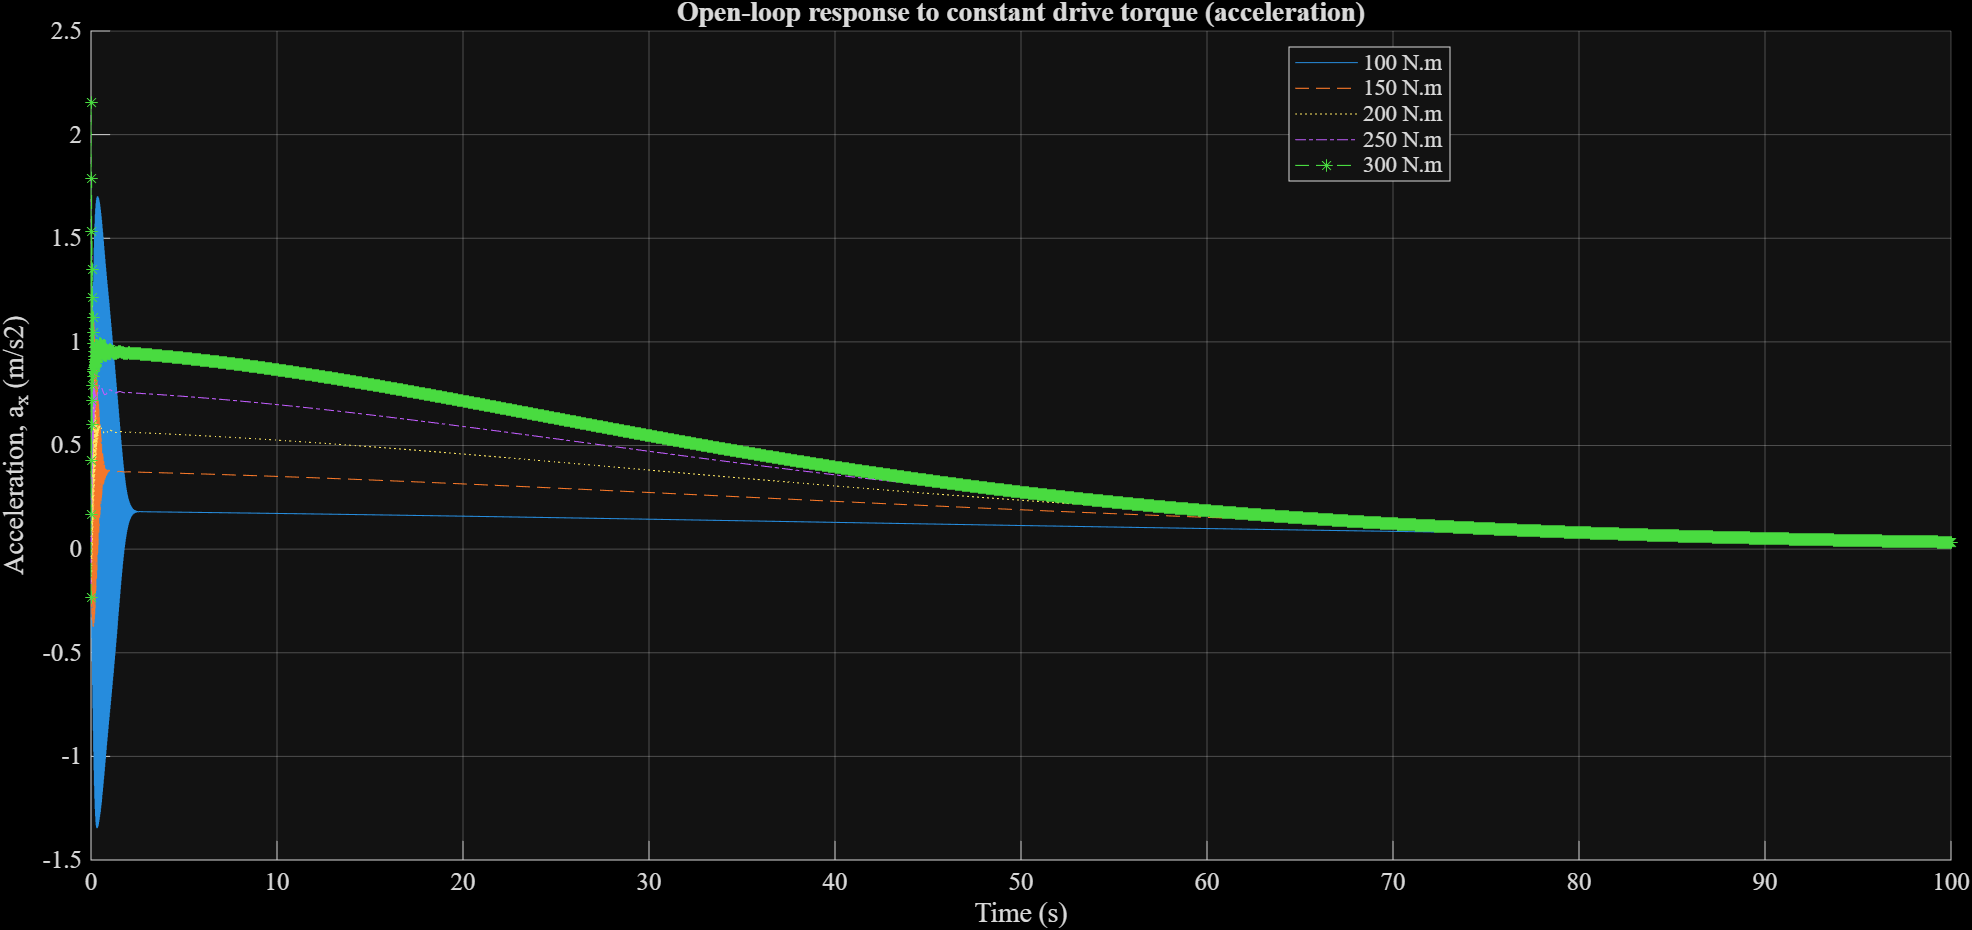 Open-loop response to constant drive torque (acceleration)
2.5
2
1.5
1
0.5
0
-0.5
-1
-1.5
Acceleration, aₓ (m/s2)
100 N.m
150 N.m
200 N.m
250 N.m
300 N.m
0 10 20 30 40 50 60 70 80 90 100
Time (s)